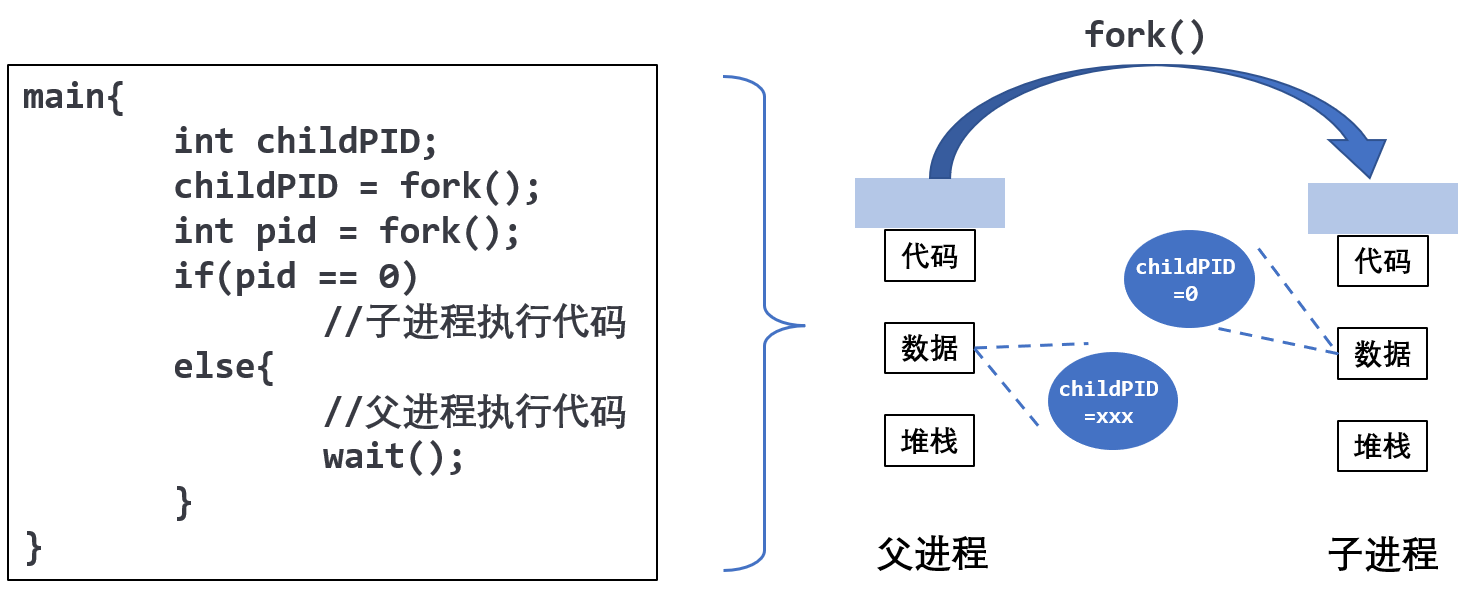 main{
int childPID;
childPID = fork();
int pid = fork();
if(pid == 0)
//子进程执行代码
else{
//父进程执行代码
wait();
}
}
fork()
代码
数据
堆栈
父进程
childPID
=xxx
childPID
=0
代码
数据
堆栈
子进程